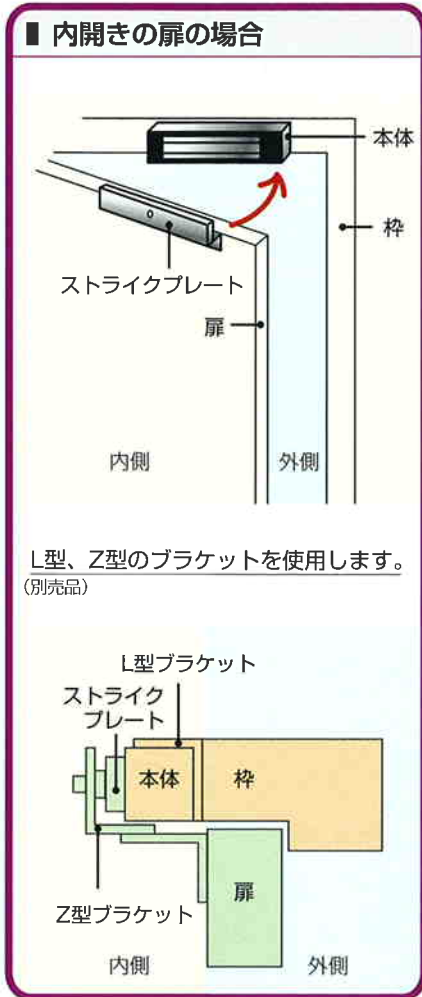 ■ 内開きの扉の場合
本体
枠
ストライクプレート
扉
内側
外側
L型、Z型のブラケットを使用します。
(別売品)
L型ブラケット
ストライク
プレート
本体
枠
扉
Z型ブラケット
内側
外側